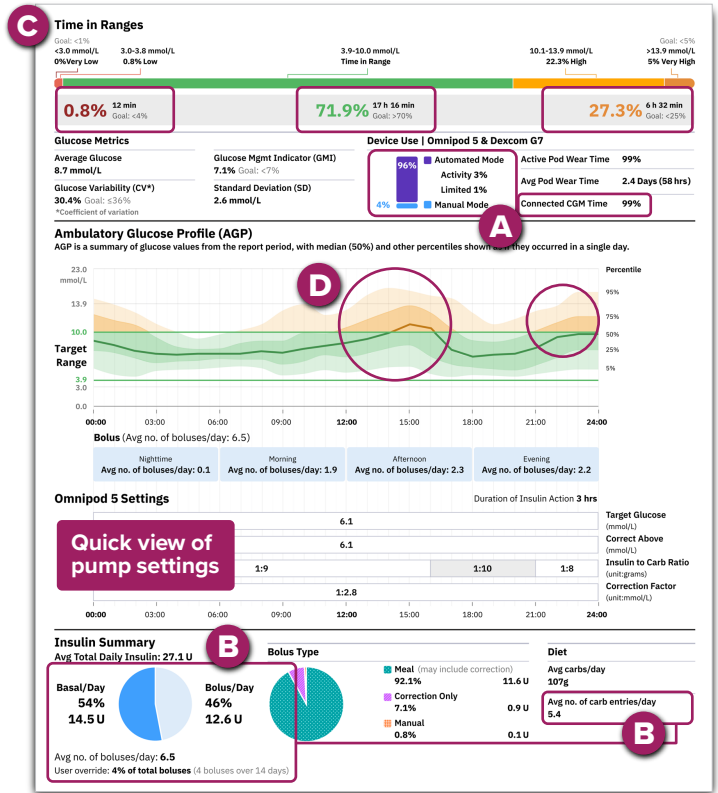 C
Time in Ranges
Goal: <1%
<3.0 mmol/L
0%Very Low
3.0-3.8 mmol/L
0.8% Low
3.9-10.0 mmol/L
Time in Range
10.1-13.9 mmol/L
22.3% High
Goal: <5%
>13.9 mmol/L
5% Very High
0.8%
12 min
Goal: <4%
71.9%
17 h 16 min
Goal: >70%
27.3%
6 h 32 min
Goal: <25%
Glucose Metrics
Average Glucose
8.7 mmol/L
Glucose Mgmt Indicator (GMI)
7.1% Goal: <7%
Glucose Variability (CV*)
30.4% Goal: ≤36%
*Coefficient of variation
Standard Deviation (SD)
2.6 mmol/L
Device Use | Omnipod 5 & Dexcom G7
96%
4%
Automated Mode
Activity 3%
Limited 1%
Manual Mode
Active Pod Wear Time 99%
Avg Pod Wear Time 2.4 Days (58 hrs)
Connected CGM Time 99%
A
Ambulatory Glucose Profile (AGP)
AGP is a summary of glucose values from the report period, with median (50%) and other percentiles shown as if they occurred in a single day.
D
23.0
mmol/L
13.9
10.0
Target
Range
3.9
3.0
0.0
Percentile
95%
75%
50%
25%
5%
00:00 03:00 06:00 09:00 12:00 15:00 18:00 21:00 24:00
Bolus (Avg no. of boluses/day: 6.5)
Nighttime
Avg no. of boluses/day: 0.1
Morning
Avg no. of boluses/day: 1.9
Afternoon
Avg no. of boluses/day: 2.3
Evening
Avg no. of boluses/day: 2.2
Omnipod 5 Settings
Duration of Insulin Action 3 hrs
Quick view of
pump settings
6.1
Target Glucose
(mmol/L)
6.1
Correct Above
(mmol/L)
1:9 1:10 1:8
Insulin to Carb Ratio
(unit:grams)
1:2.8
Correction Factor
(unit:mmol/L)
00:00 03:00 06:00 09:00 12:00 15:00 18:00 21:00 24:00
Insulin Summary
Avg Total Daily Insulin: 27.1 U
B
Basal/Day
54%
14.5 U
Bolus/Day
46%
12.6 U
Avg no. of boluses/day: 6.5
User override: 4% of total boluses (4 boluses over 14 days)
Bolus Type
Meal (may include correction)
92.1% 11.6 U
Correction Only
7.1% 0.9 U
Manual
0.8% 0.1 U
Diet
Avg carbs/day
107g
Avg no. of carb entries/day
5.4
B